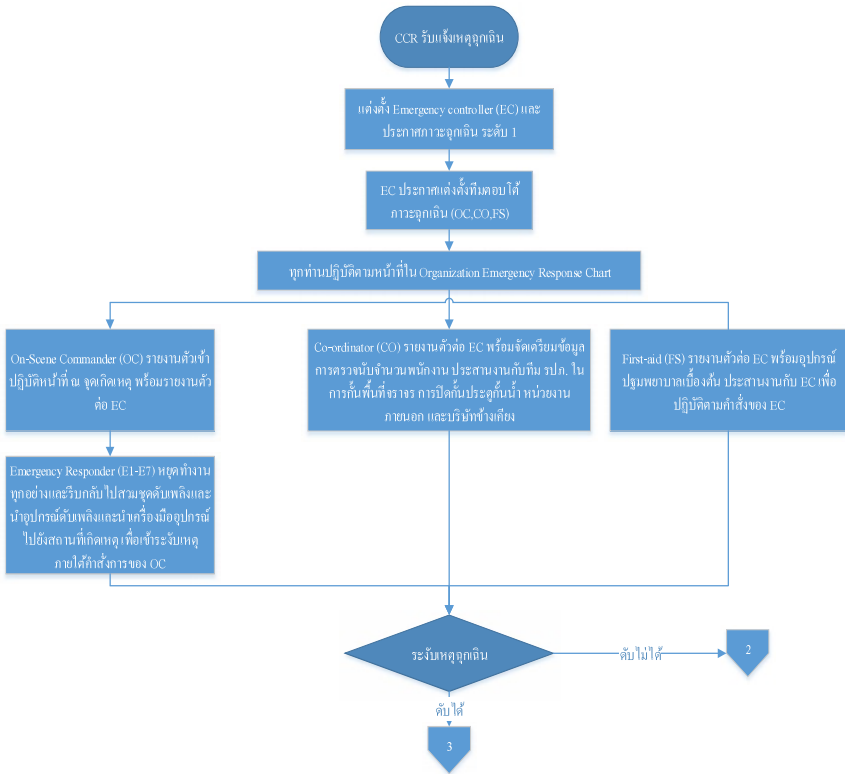 CCR รับแจ้งเหตุฉุกเฉิน
แต่งตั้ง Emergency controller (EC) และ
ประกาศภาวะฉุกเฉิน ระดับ 1
EC ประกาศแต่งตั้งทีมตอบโต้
ภาวะฉุกเฉิน (OC,CO,FS)
ทุกท่านปฏิบัติตามหน้าที่ใน Organization Emergency Response Chart
On-Scene Commander (OC) รายงานตัวเข้า
ปฏิบัติหน้าที่ ณ จุดเกิดเหตุ พร้อมรายงานตัว
ต่อ EC
Co-ordinator (CO) รายงานตัวต่อ EC พร้อมจัดเตรียมข้อมูล
การตรวจนับจำนวนพนักงาน ประสานงานกับทีม รปภ. ใน
การกั้นพื้นที่จราจร การปิดกั้นประตูกั้นน้ำ หน่วยงาน
ภายนอก และบริษัทข้างเคียง
First-aid (FS) รายงานตัวต่อ EC พร้อมอุปกรณ์
ปฐมพยาบาลเบื้องต้น ประสานงานกับ EC เพื่อ
ปฏิบัติตามคำสั่งของ EC
Emergency Responder (E1-E7) หยุดทำงาน
ทุกอย่างและรีบกลับไปสวมชุดดับเพลิงและ
นำอุปกรณ์ดับเพลิงและนำเครื่องมืออุปกรณ์
ไปยังสถานที่เกิดเหตุ เพื่อเข้าระงับเหตุ
ภายใต้คำสั่งการของ OC
ระงับเหตุฉุกเฉิน
ดับไม่ได้
2
ดับได้
3